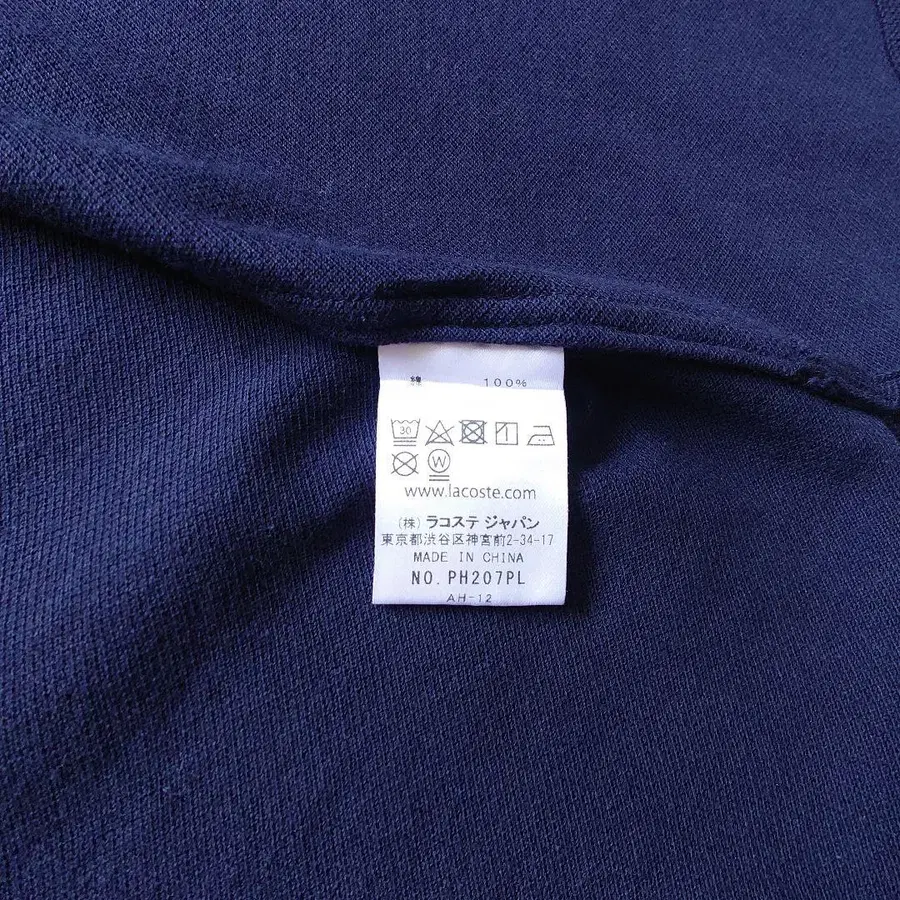 綿 100%
30
W
www.lacoste.com
(株) ラコステ ジャパン
東京都渋谷区神宮前2-34-17
MADE IN CHINA
NO. PH207PL
AH-12